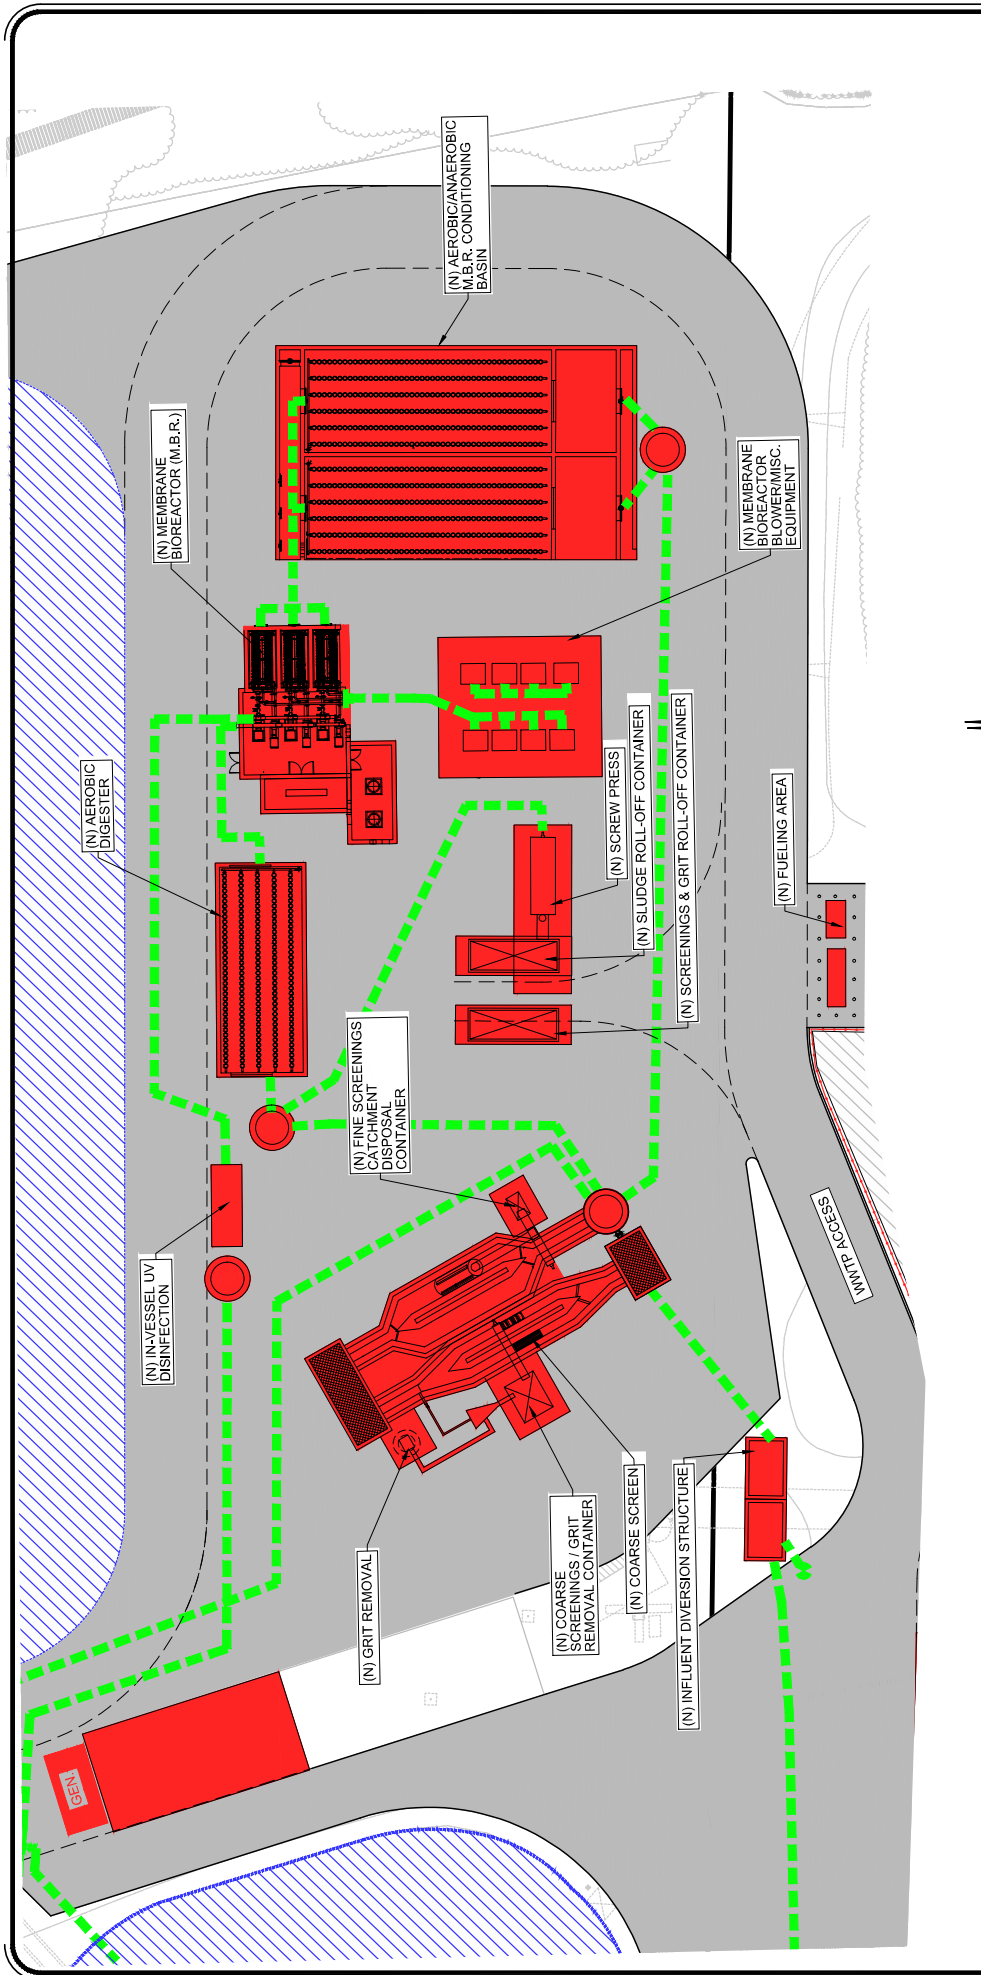 (N) AEROBIC/ANAEROBIC
M.B.R. CONDITIONING
BASIN
(N) MEMBRANE
BIOREACTOR (M.B.R.)
(N) MEMBRANE
BIOREACTOR
BLOWER/MISC.
EQUIPMENT
(N) AEROBIC
DIGESTER
(N) SCREW PRESS
(N) SLUDGE ROLL-OFF CONTAINER
(N) SCREENINGS & GRIT ROLL-OFF CONTAINER
(N) FUELING AREA
(N) FINE SCREENINGS
CATCHMENT
DISPOSAL
CONTAINER
(N) IN-VESSEL UV
DISINFECTION
WWTP ACCESS
(N) GRIT REMOVAL
(N) COARSE
SCREENINGS / GRIT
REMOVAL CONTAINER
(N) COARSE SCREEN
(N) INFLUENT DIVERSION STRUCTURE
GEN.